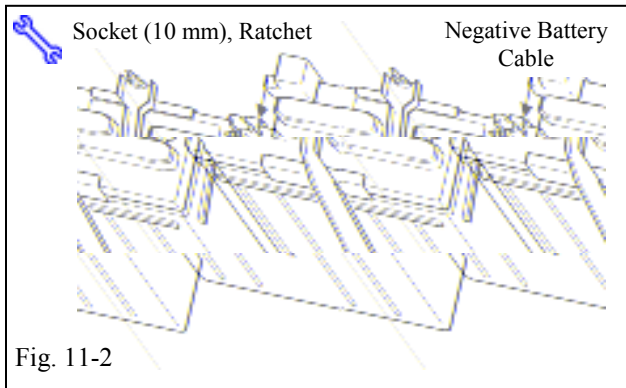 Socket (10 mm), Ratchet
Negative Battery
Cable
Fig. 11-2